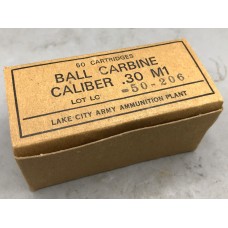 50 CARTRIDGES
BALL CARBINE
CALIBER .30 M1
LOT LC -50-206
LAKE CITY ARMY AMMUNITION PLANT